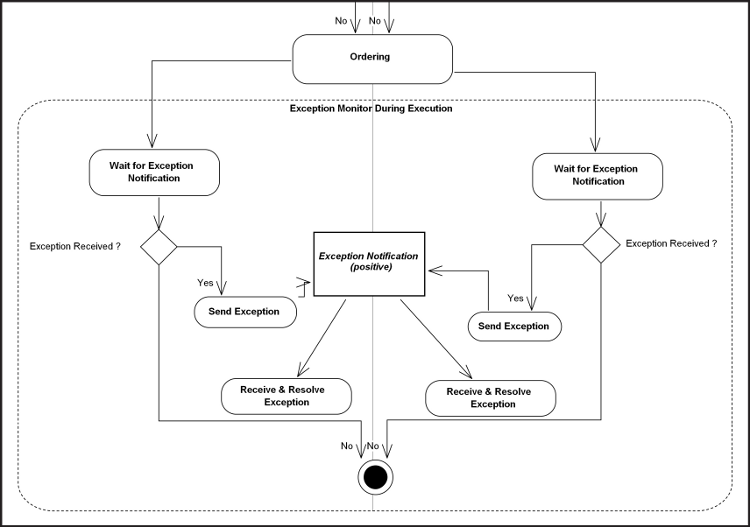 No
No
Ordering
Exception Monitor During Execution
Wait for Exception
Notification
Wait for Exception
Notification
Exception Received ?
Exception Received ?
Exception Notification
(positive)
Yes
Yes
Send Exception
Send Exception
Receive & Resolve
Exception
Receive & Resolve
Exception
No
No